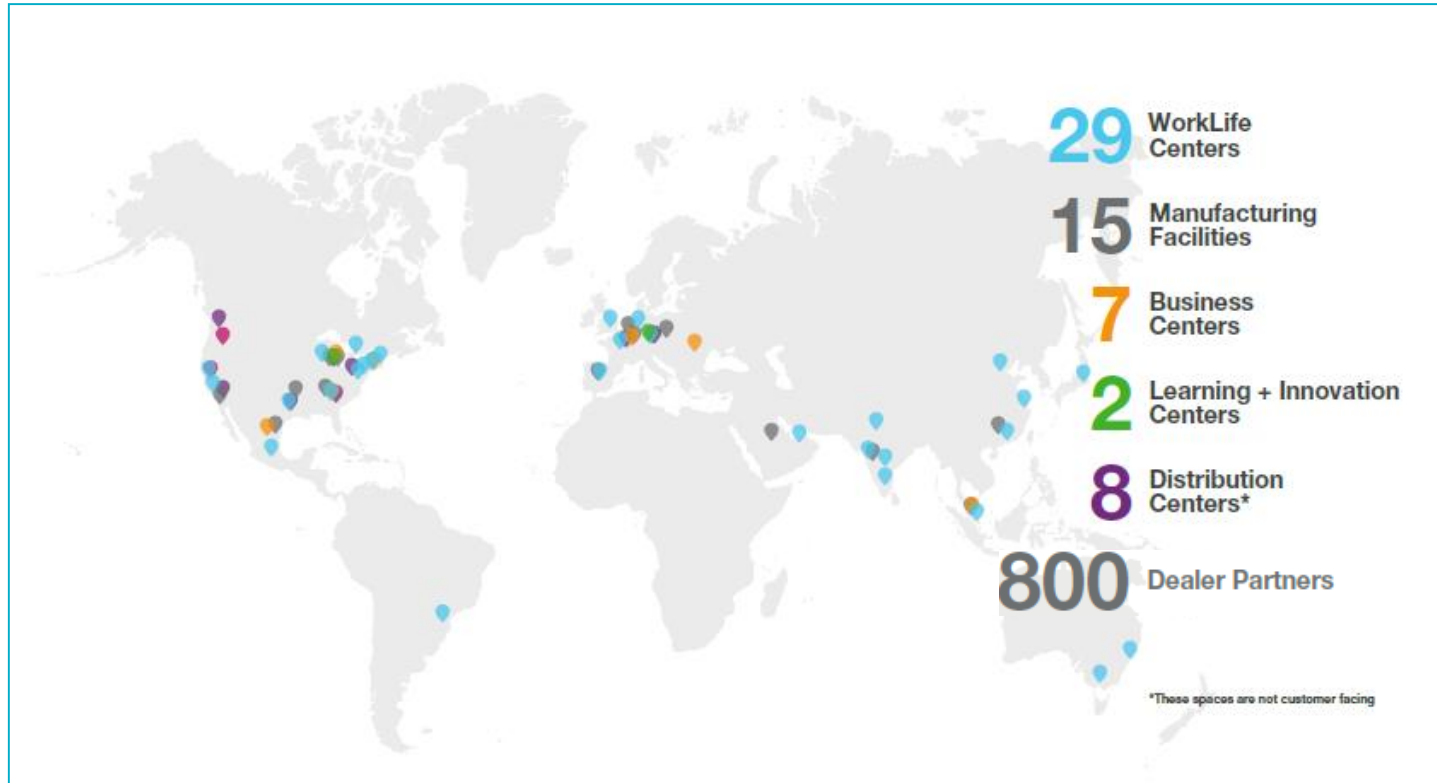 29 WorkLife
Centers
15 Manufacturing
Facilities
7 Business
Centers
2 Learning + Innovation
Centers
8 Distribution
Centers*
800 Dealer Partners
*These spaces are not customer facing